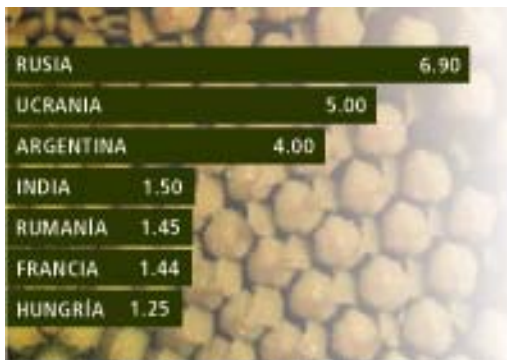 RUSIA 6.90
UCRANIA 5.00
ARGENTINA 4.00
INDIA 1.50
RUMANÍA 1.45
FRANCIA 1.44
HUNGRÍA 1.25